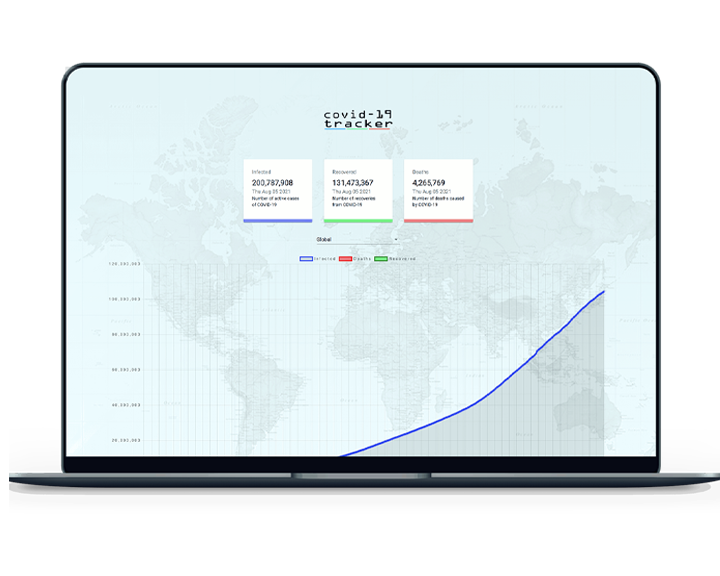 covid-19
tracker
Infected
200,787,908
Thu Aug 05 2021
Number of active cases
of COVID-19
Recovered
131,473,367
Thu Aug 05 2021
Number of recoveries
from COVID-19
Deaths
4,265,769
Thu Aug 05 2021
Number of deaths caused
by COVID-19
Global
Infected Deaths Recovered
120,000,000
100,000,000
80,000,000
60,000,000
40,000,000
20,000,000